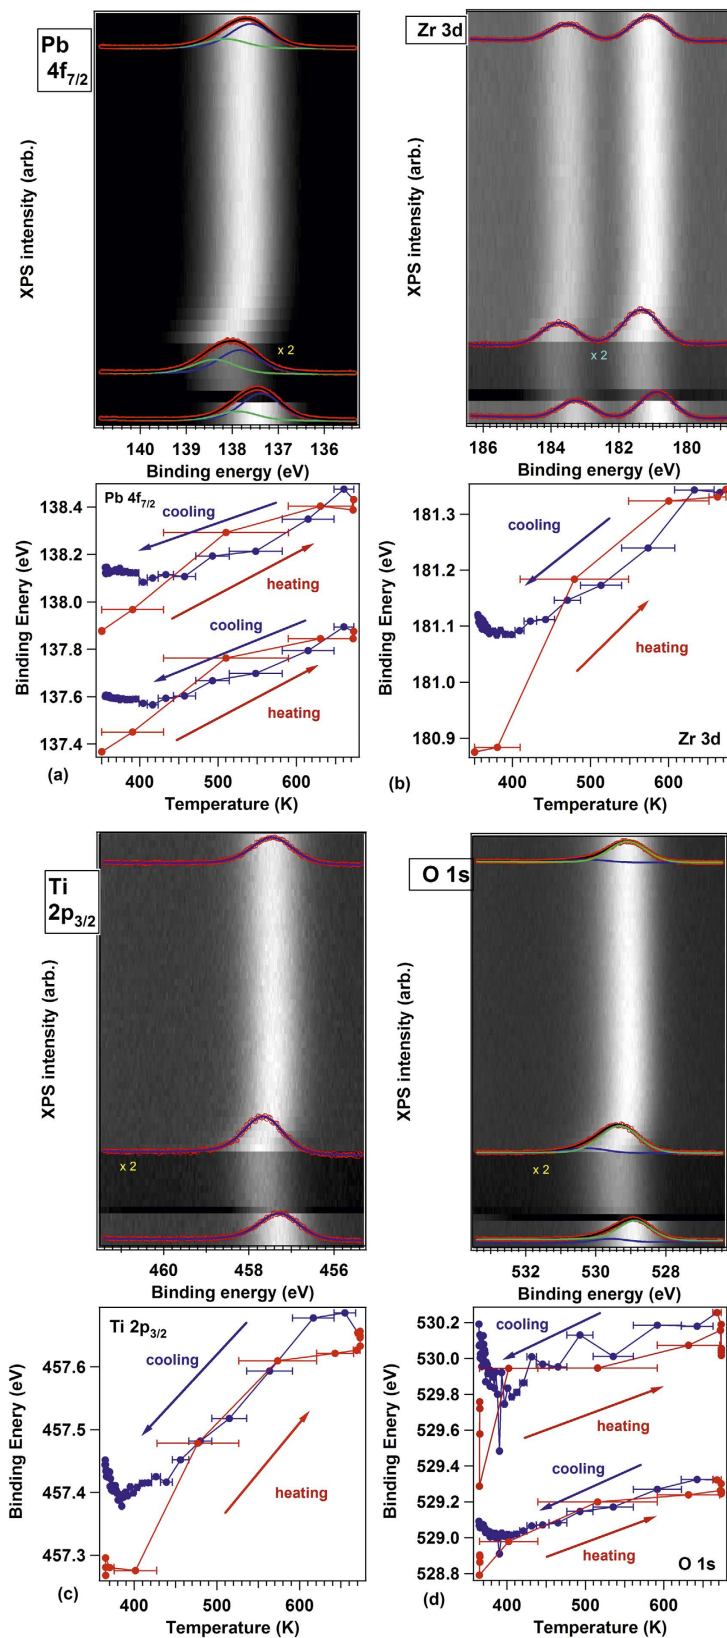 Pb
4f7/2
XPS intensity (arb.)
x 2
140 139 138 137 136
Binding energy (eV)
Zr 3d
XPS intensity (arb.)
x 2
186 184 182 180
Binding energy (eV)
Pb 4f7/2
cooling
heating
cooling
heating
138.4
138.2
138.0
137.8
137.6
137.4
Binding Enery (eV)
400 500 600
Temperature (K)
(a)
cooling
heating
Zr 3d
181.3
181.2
181.1
181.0
180.9
Binding Enery (eV)
400 500 600
Temperature (K)
(b)
Ti
2p3/2
XPS intensity (arb.)
x 2
460 458 456
Binding energy (eV)
O 1s
XPS intensity (arb.)
x 2
532 530 528
Binding energy (eV)
Ti 2p3/2
cooling
heating
457.6
457.5
457.4
457.3
Binding Enery (eV)
400 500 600
Temperature (K)
(c)
cooling
heating
cooling
heating
O 1s
530.2
530.0
529.8
529.6
529.4
529.2
529.0
528.8
Binding Enery (eV)
400 500 600
Temperature (K)
(d)